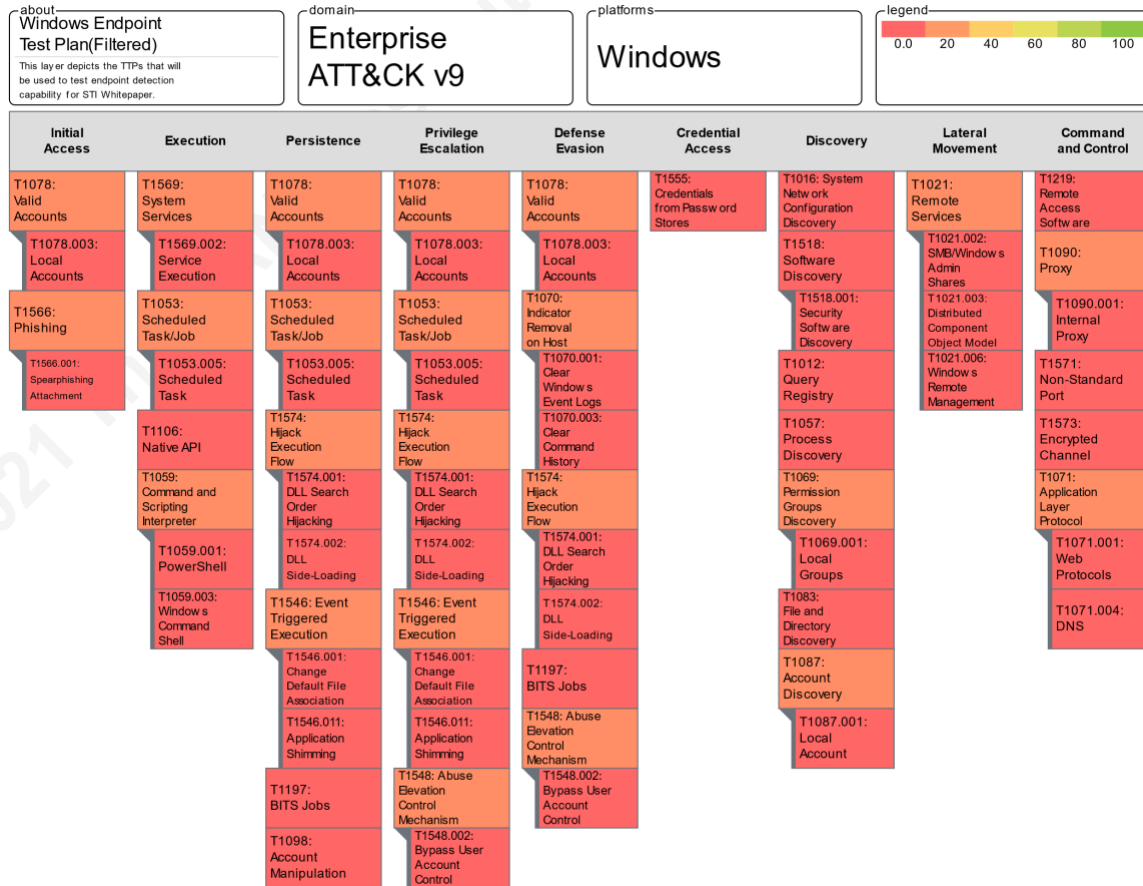 about
Windows Endpoint
Test Plan(Filtered)
This layer depicts the TTPs that will
be used to test endpoint detection
capability for STI Whitepaper.
domain
Enterprise
ATT&CK v9
platforms
Windows
legend
0.0 20 40 60 80 100
Initial
Access
Execution
Persistence
Privilege
Escalation
Defense
Evasion
Credential
Access
Discovery
Lateral
Movement
Command
and Control
T1078:
Valid
Accounts
T1078.003:
Local
Accounts
T1566:
Phishing
T1566.001:
Spearphishing
Attachment
T1569:
System
Services
T1569.002:
Service
Execution
T1053:
Scheduled
Task/Job
T1053.005:
Scheduled
Task
T1106:
Native API
T1059:
Command and
Scripting
Interpreter
T1059.001:
PowerShell
T1059.003:
Windows
Command
Shell
T1078:
Valid
Accounts
T1078.003:
Local
Accounts
T1053:
Scheduled
Task/Job
T1053.005:
Scheduled
Task
T1574:
Hijack
Execution
Flow
T1574.001:
DLL Search
Order
Hijacking
T1574.002:
DLL
Side-Loading
T1546: Event
Triggered
Execution
T1546.001:
Change
Default File
Association
T1546.011:
Application
Shimming
T1197:
BITS Jobs
T1098:
Account
Manipulation
T1078:
Valid
Accounts
T1078.003:
Local
Accounts
T1053:
Scheduled
Task/Job
T1053.005:
Scheduled
Task
T1574:
Hijack
Execution
Flow
T1574.001:
DLL Search
Order
Hijacking
T1574.002:
DLL
Side-Loading
T1546: Event
Triggered
Execution
T1546.001:
Change
Default File
Association
T1546.011:
Application
Shimming
T1548: Abuse
Elevation
Control
Mechanism
T1548.002:
Bypass User
Account
Control
T1078:
Valid
Accounts
T1078.003:
Local
Accounts
T1070:
Indicator
Removal
on Host
T1070.001:
Clear
Windows
Event Logs
T1070.003:
Clear
Command
History
T1574:
Hijack
Execution
Flow
T1574.001:
DLL Search
Order
Hijacking
T1574.002:
DLL
Side-Loading
T1197:
BITS Jobs
T1548: Abuse
Elevation
Control
Mechanism
T1548.002:
Bypass User
Account
Control
T1555:
Credentials
from Password
Stores
T1016: System
Network
Configuration
Discovery
T1518:
Software
Discovery
T1518.001:
Security
Software
Discovery
T1012:
Query
Registry
T1057:
Process
Discovery
T1069:
Permission
Groups
Discovery
T1069.001:
Local
Groups
T1083:
File and
Directory
Discovery
T1087:
Account
Discovery
T1087.001:
Local
Account
T1021:
Remote
Services
T1021.002:
SMB/Windows
Admin
Shares
T1021.003:
Distributed
Component
Object Model
T1021.006:
Windows
Remote
Management
T1219:
Remote
Access
Software
T1090:
Proxy
T1090.001:
Internal
Proxy
T1571:
Non-Standard
Port
T1573:
Encrypted
Channel
T1071:
Application
Layer
Protocol
T1071.001:
Web
Protocols
T1071.004:
DNS